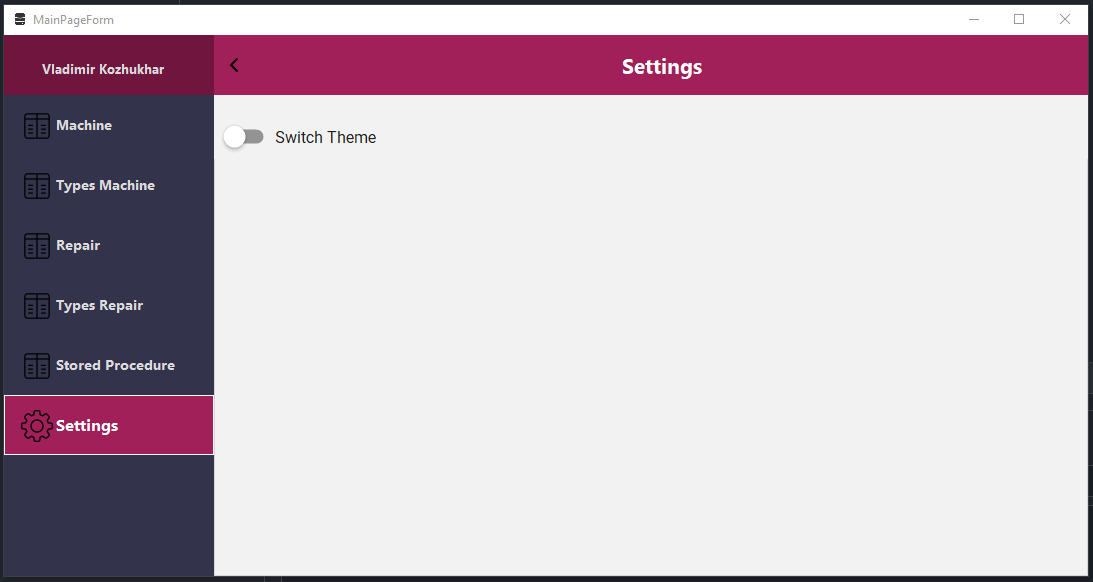 MainPageForm
Vladimir Kozhukhar
Settings
Machine
Switch Theme
Types Machine
Repair
Types Repair
Stored Procedure
Settings